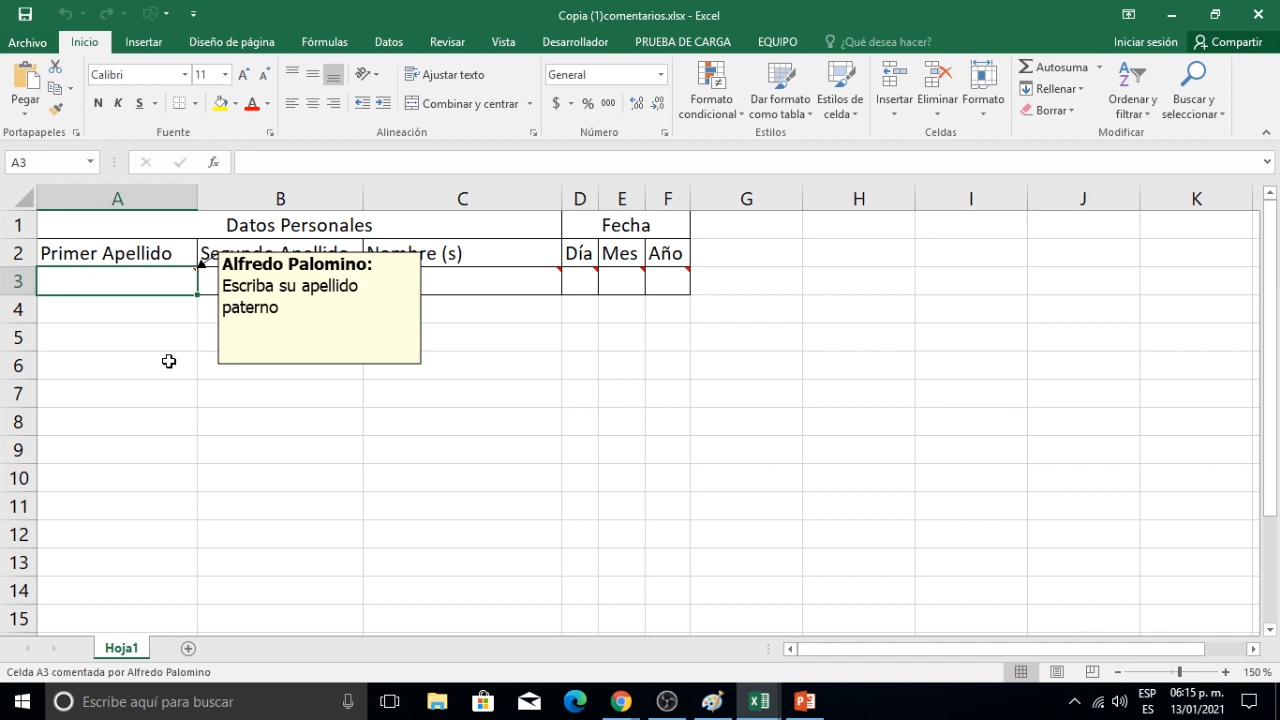 Copia (1)comentarios.xlsx - Excel
Archivo Inicio Insertar Diseño de página Fórmulas Datos Revisar Vista Desarrollador PRUEBA DE CARGA EQUIPO ¿Qué desea hacer? Iniciar sesión Compartir
Pegar
Portapapeles
Calibri 11
N K S A
Fuente
Ajustar texto
Combinar y centrar
Alineación
General
$ % 000
Número
Formato condicional
Dar formato como tabla
Estilos de celda
Estilos
Insertar Eliminar Formato
Celdas
Autosuma
Rellenar
Borrar
Ordenar y filtrar
Buscar y seleccionar
Modificar
A3 fx
A B C D E F G H I J K
1 Datos Personales Fecha
2 Primer Apellido Segundo Apellido Nombre (s) Día Mes Año
3
Alfredo Palomino:
Escriba su apellido
paterno
4
5
6
7
8
9
10
11
12
13
14
15
Hoja1
Celda A3 comentada por Alfredo Palomino 150 %
Escribe aquí para buscar
ESP
ES
06:15 p. m.
13/01/2021